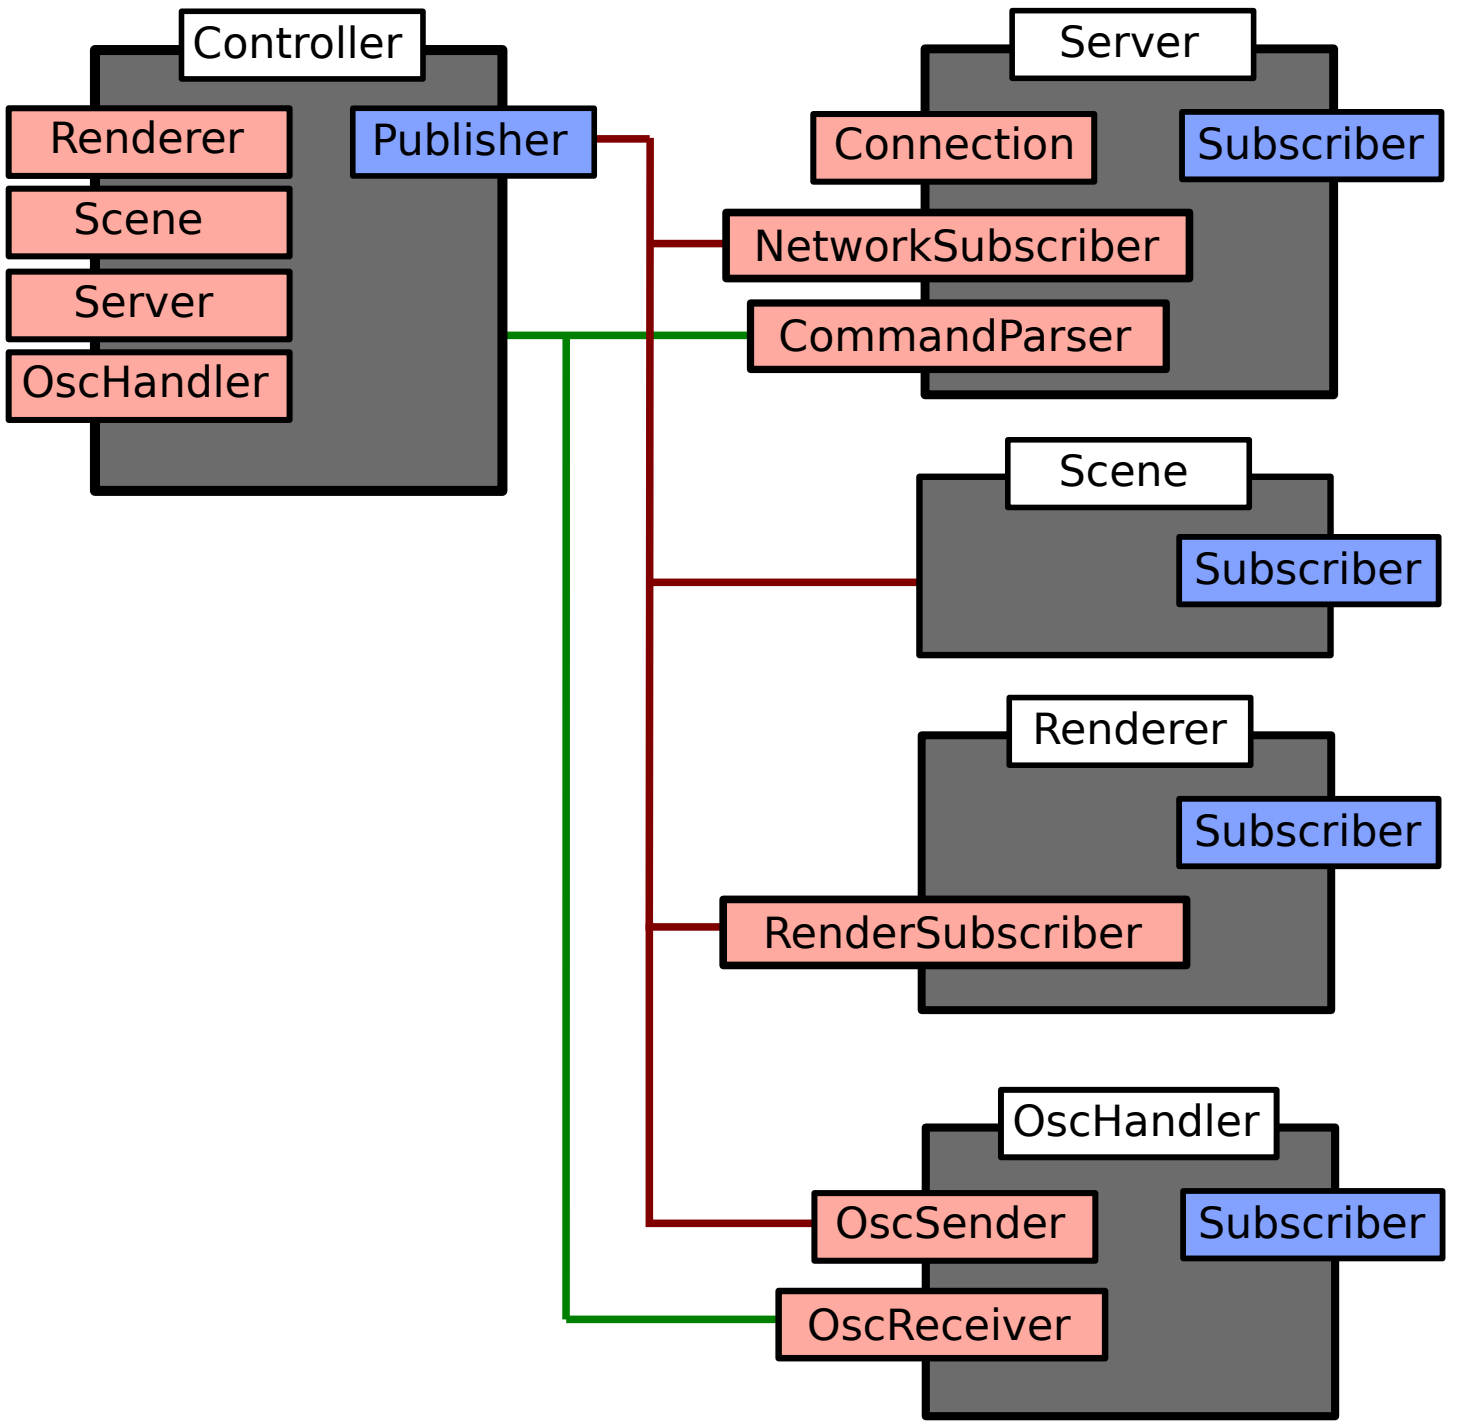 Controller
Renderer
Publisher
Scene
Server
OscHandler
Server
Connection
Subscriber
NetworkSubscriber
CommandParser
Scene
Subscriber
Renderer
Subscriber
RenderSubscriber
OscHandler
OscSender
Subscriber
OscReceiver